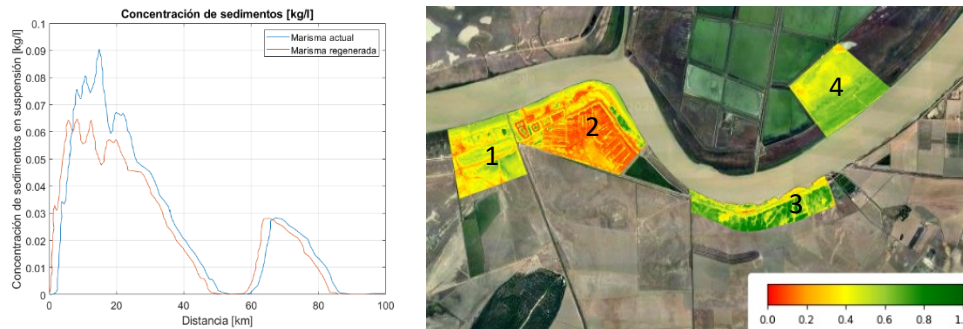 Concentración de sedimentos [kg/l]
Concentración de sedimentos en suspensión [kg/l]
0.1
0.09
0.08
0.07
0.06
0.05
0.04
0.03
0.02
0.01
0
Marisma actual
Marisma regenerada
0 20 40 60 80 100
Distancia [km]
1
2
3
4
0.0 0.2 0.4 0.6 0.8